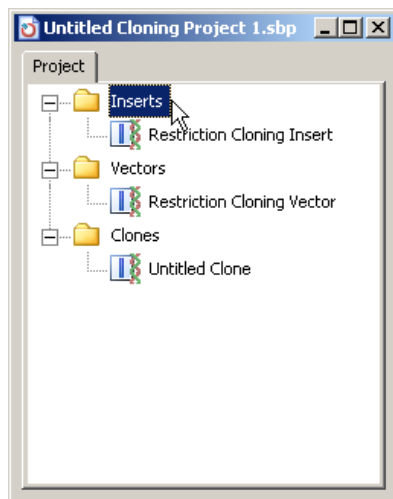 Untitled Cloning Project 1.sbp
Project
Inserts
Restriction Cloning Insert
Vectors
Restriction Cloning Vector
Clones
Untitled Clone